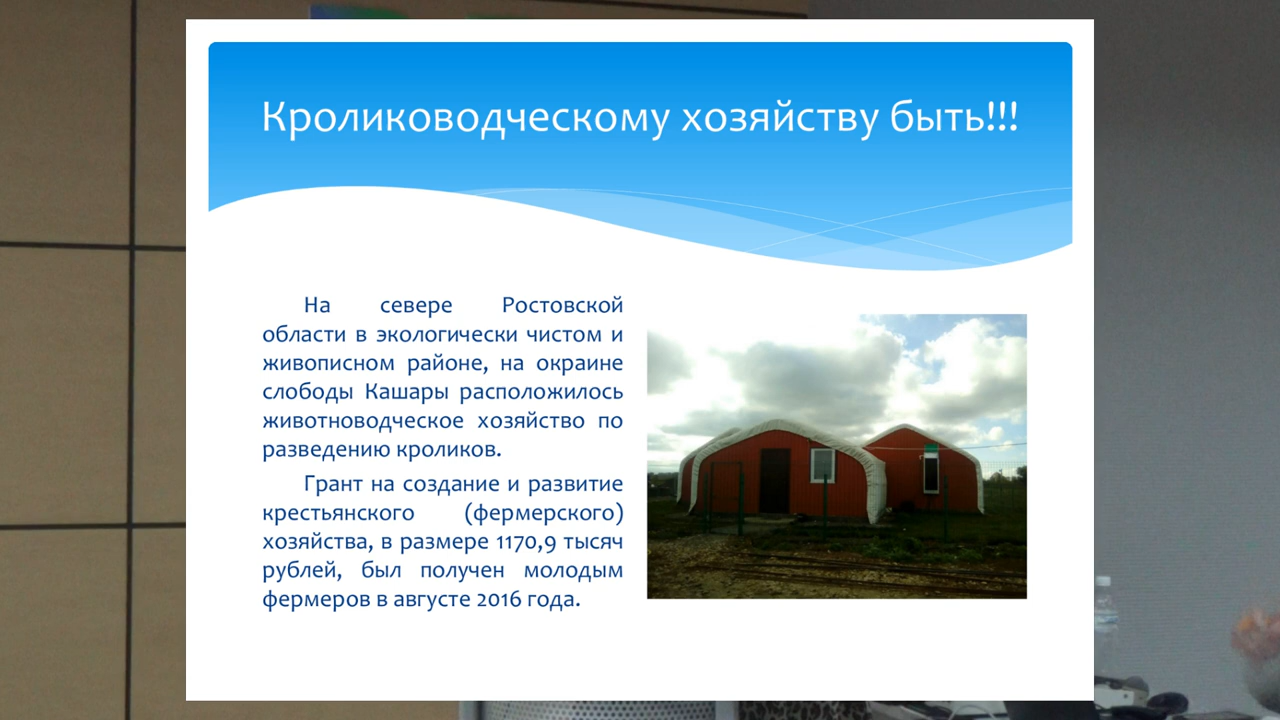 Кролиководческому хозяйству быть!!!
На севере Ростовской
области в экологически чистом и
живописном районе, на окраине
слободы Кашары расположилось
животноводческое хозяйство по
разведению кроликов.
Грант на создание и развитие
крестьянского (фермерского)
хозяйства, в размере 1170,9 тысяч
рублей, был получен молодым
фермеров в августе 2016 года.